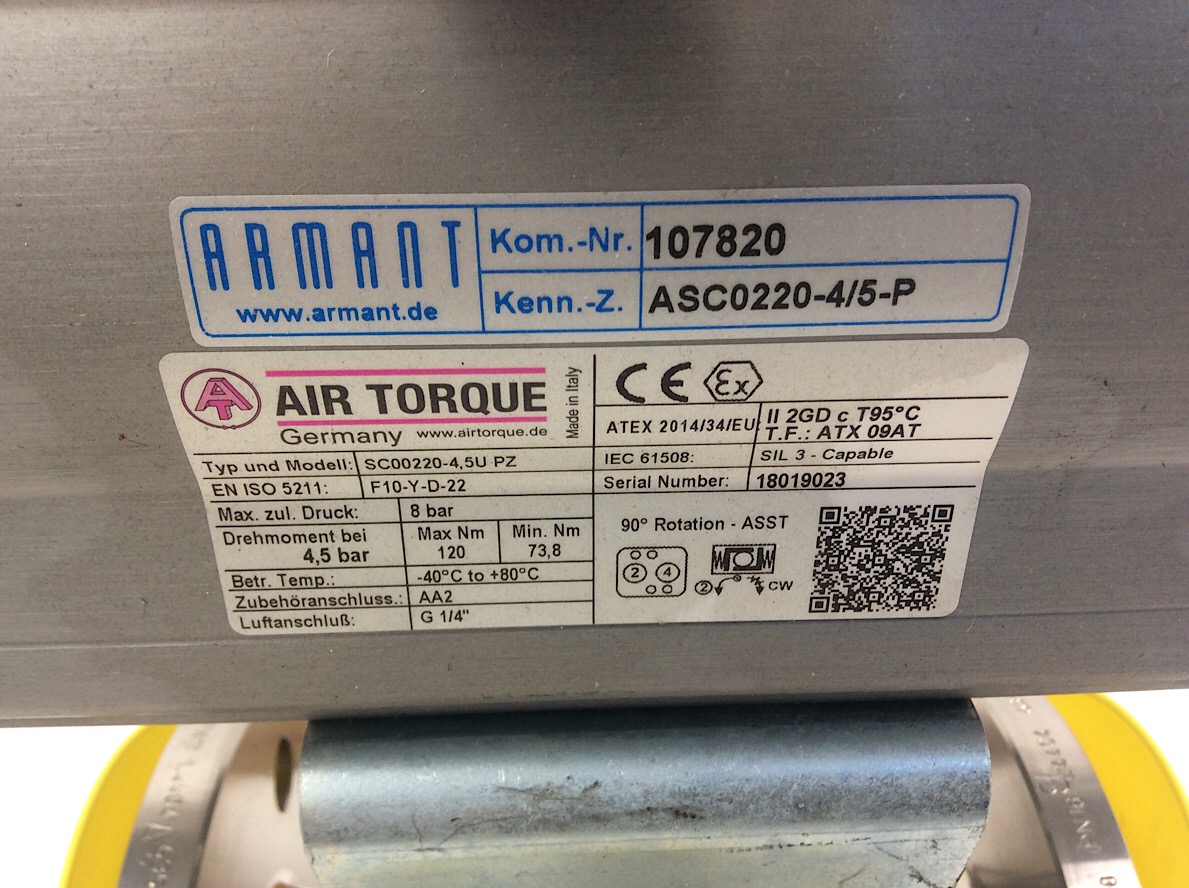 ARMANT
www.armant.de
Kom.-Nr. 107820
Kenn.-Z. ASC0220-4/5-P
AT AIR TORQUE
Germany www.airtorque.de
Made in Italy
Typ und Modell: SC00220-4,5U PZ
EN ISO 5211: F10-Y-D-22
Max. zul. Druck: 8 bar
Drehmoment bei 4,5 bar
Max Nm 120
Min. Nm 73,8
Betr. Temp.: -40°C to +80°C
Zubehöranschluss.: AA2
Luftanschluß: G 1/4"
CE Ex
ATEX 2014/34/EU: II 2GD c T95°C
T.F.: ATX 09AT
IEC 61508: SIL 3 - Capable
Serial Number: 18019023
90° Rotation - ASST
2 4
2 CW